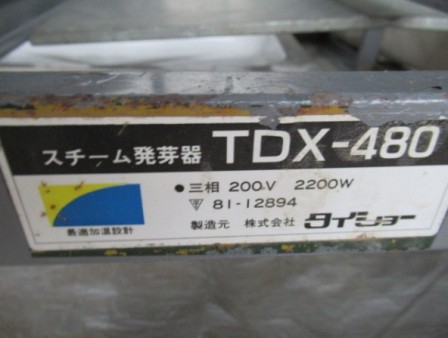 スチーム発芽器 TDX-480
• 三相 200V 2200W
〒 81-12894
最適加温設計
製造元 株式会社 タイショー